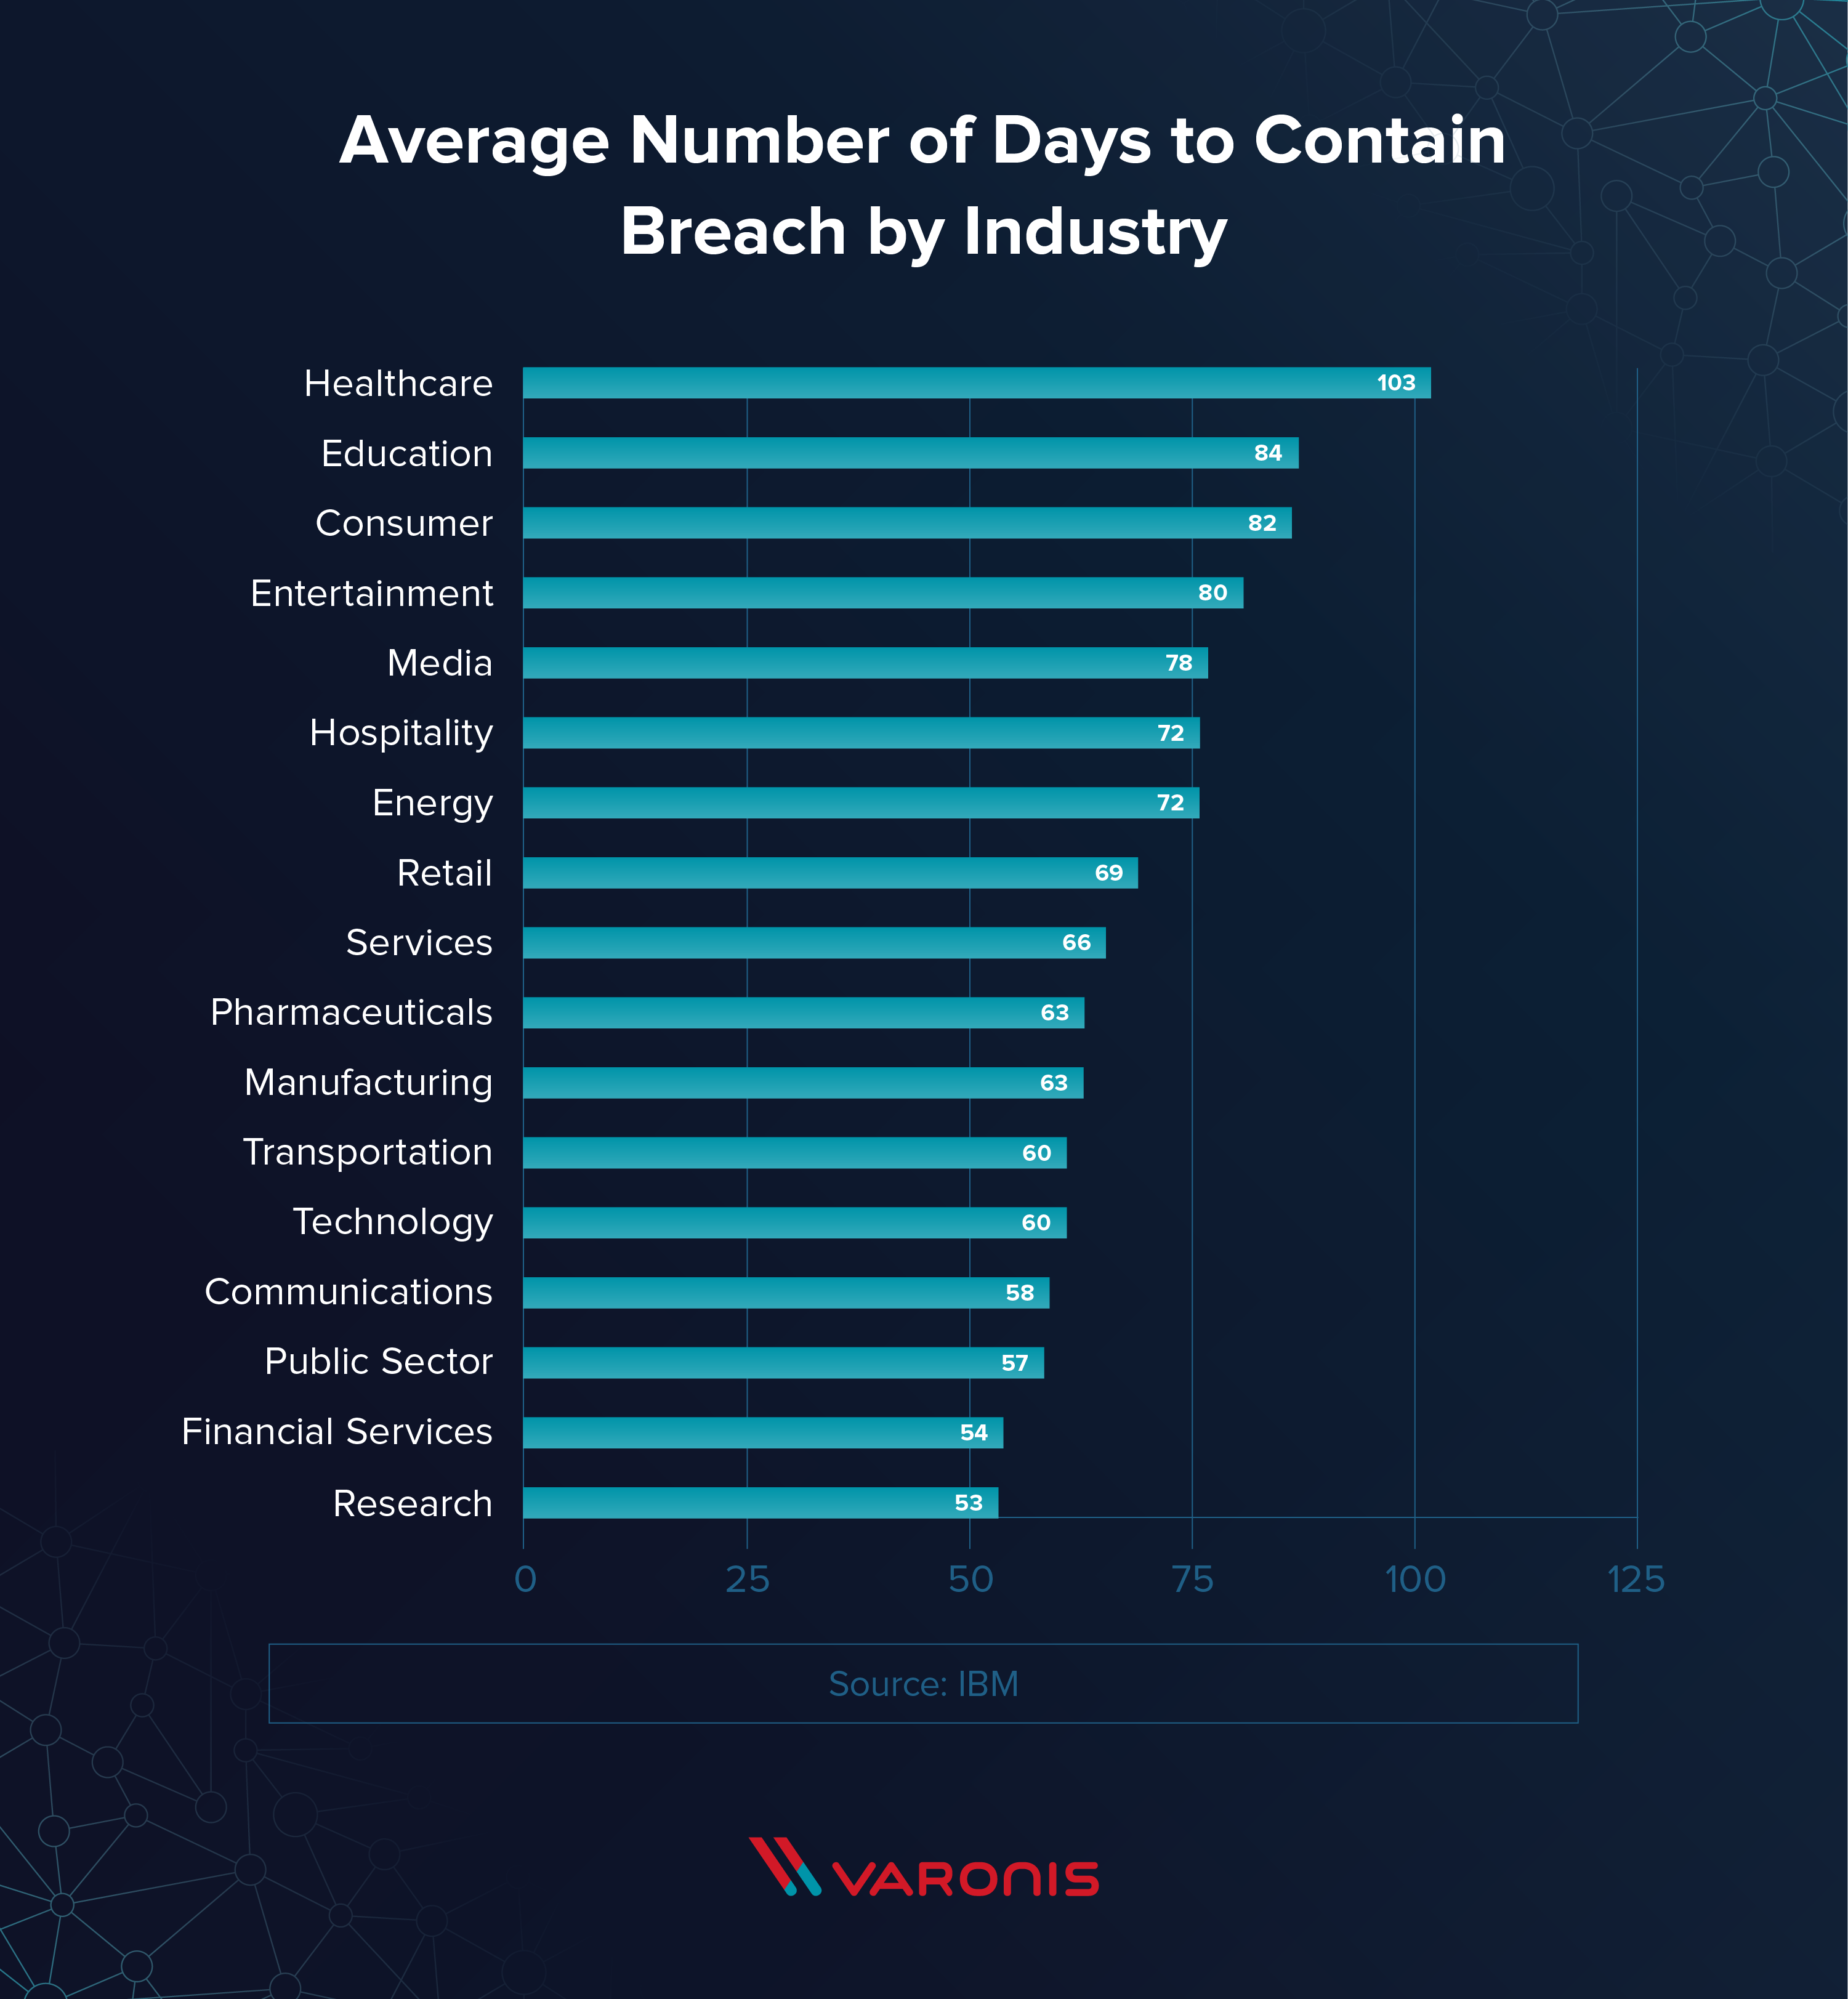 Average Number of Days to Contain
Breach by Industry
Healthcare 103
Education 84
Consumer 82
Entertainment 80
Media 78
Hospitality 72
Energy 72
Retail 69
Services 66
Pharmaceuticals 63
Manufacturing 63
Transportation 60
Technology 60
Communications 58
Public Sector 57
Financial Services 54
Research 53
0 25 50 75 100 125
Source: IBM
VARONIS